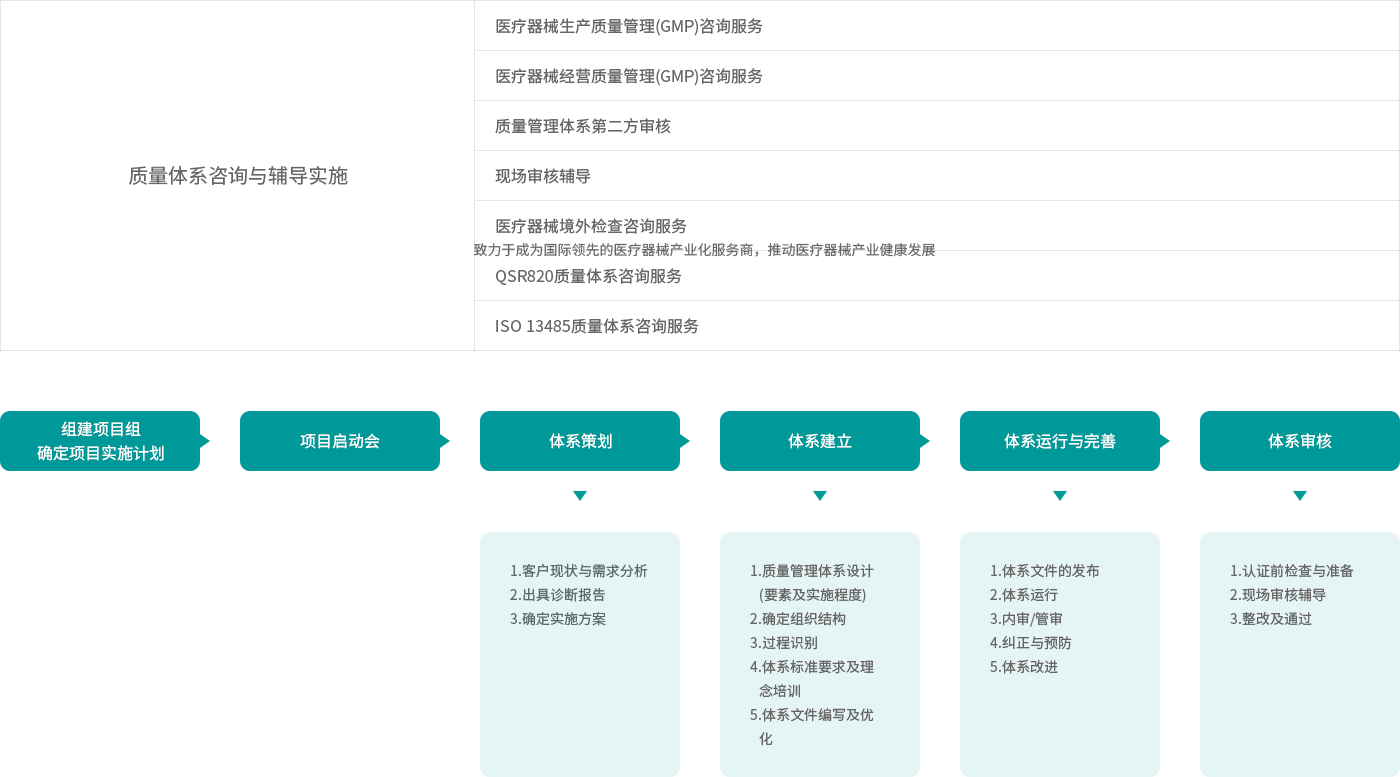 医疗器械生产质量管理(GMP)咨询服务
医疗器械经营质量管理(GMP)咨询服务
质量管理体系第二方审核
质量体系咨询与辅导实施
现场审核辅导
医疗器械境外检查咨询服务
致力于成为国际领先的医疗器械产业化服务商，推动医疗器械产业健康发展
QSR820质量体系咨询服务
ISO 13485质量体系咨询服务
组建项目组
确定项目实施计划
项目启动会
体系策划
体系建立
体系运行与完善
体系审核
1.客户现状与需求分析
2.出具诊断报告
3.确定实施方案
1.质量管理体系设计
(要素及实施程度)
2.确定组织结构
3.过程识别
4.体系标准要求及理
念培训
5.体系文件编写及优
化
1.体系文件的发布
2.体系运行
3.内审/管审
4.纠正与预防
5.体系改进
1.认证前检查与准备
2.现场审核辅导
3.整改及通过